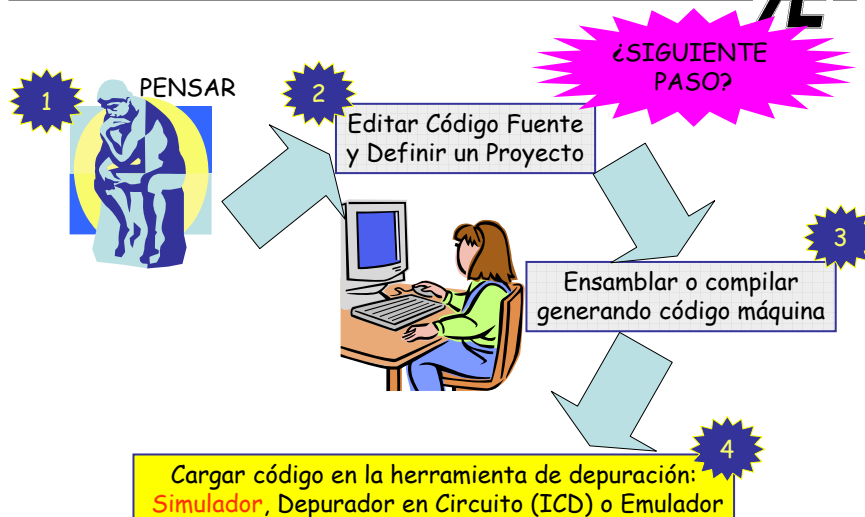 ¿SIGUIENTE
PASO?
1
PENSAR
2
Editar Código Fuente
y Definir un Proyecto
3
Ensamblar o compilar
generando código máquina
4
Cargar código en la herramienta de depuración:
Simulador, Depurador en Circuito (ICD) o Emulador